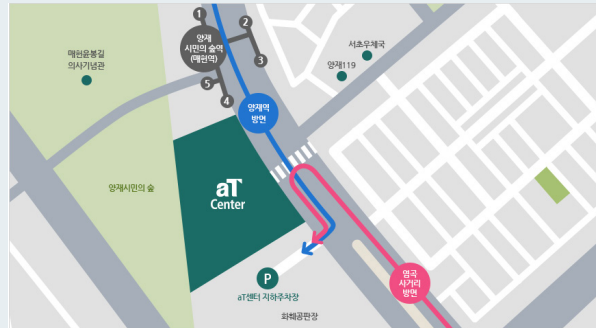 1
2
양재
시민의 숲역
(매헌역)
3
5
4
매헌윤봉길
의사기념관
서초우체국
양재119
양재역
방면
양재시민의 숲
aT
Center
P
aT센터 지하주차장
염곡
사거리
방면
화훼공판장